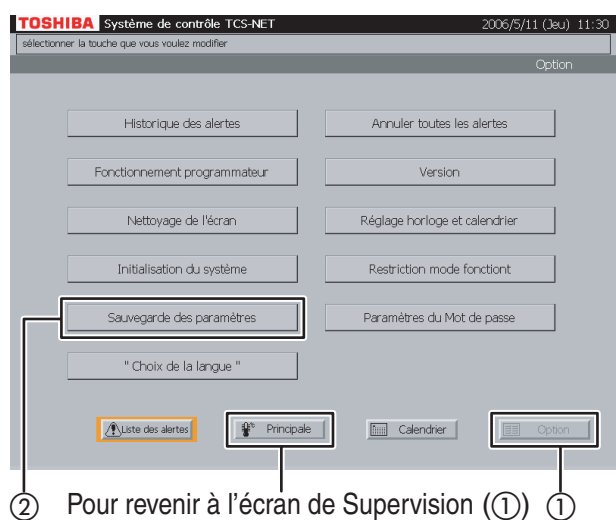 TOSHIBA Système de contrôle TCS-NET 2006/5/11 (Jeu) 11:30
sélectionner la touche que vous voulez modifier
Option
Historique des alertes Annuler toutes les alertes
Fonctionnement programmateur Version
Nettoyage de l'écran Réglage horloge et calendrier
Initialisation du système Restriction mode fonctiont
Sauvegarde des paramètres Paramètres du Mot de passe
" Choix de la langue "
Liste des alertes Principale Calendrier Option
② Pour revenir à l'écran de Supervision (①) ①